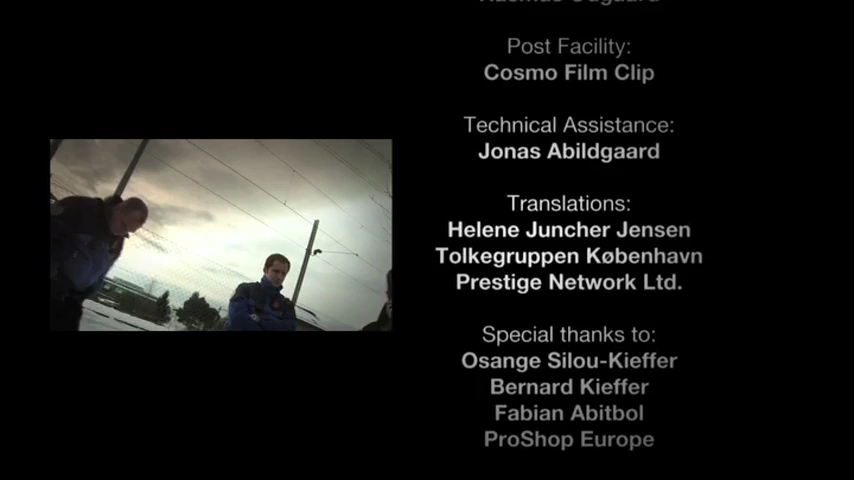 Post Facility:
Cosmo Film Clip
Technical Assistance:
Jonas Abildgaard
Translations:
Helene Juncher Jensen
Tolkegruppen København
Prestige Network Ltd.
Special thanks to:
Osange Silou-Kieffer
Bernard Kieffer
Fabian Abitbol
ProShop Europe